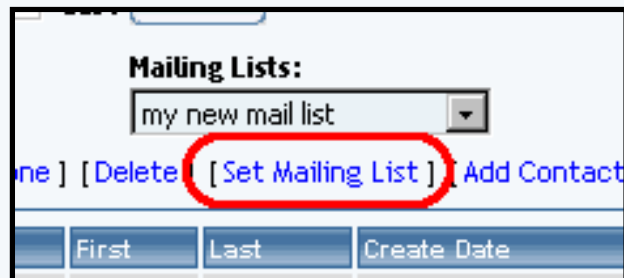 Mailing Lists:
my new mail list
ne ] [ Delete ] [ Set Mailing List ] [ Add Contact
First Last Create Date